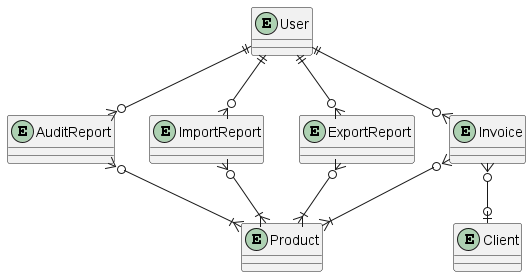 E User
E AuditReport
E ImportReport
E ExportReport
E Invoice
E Product
E Client